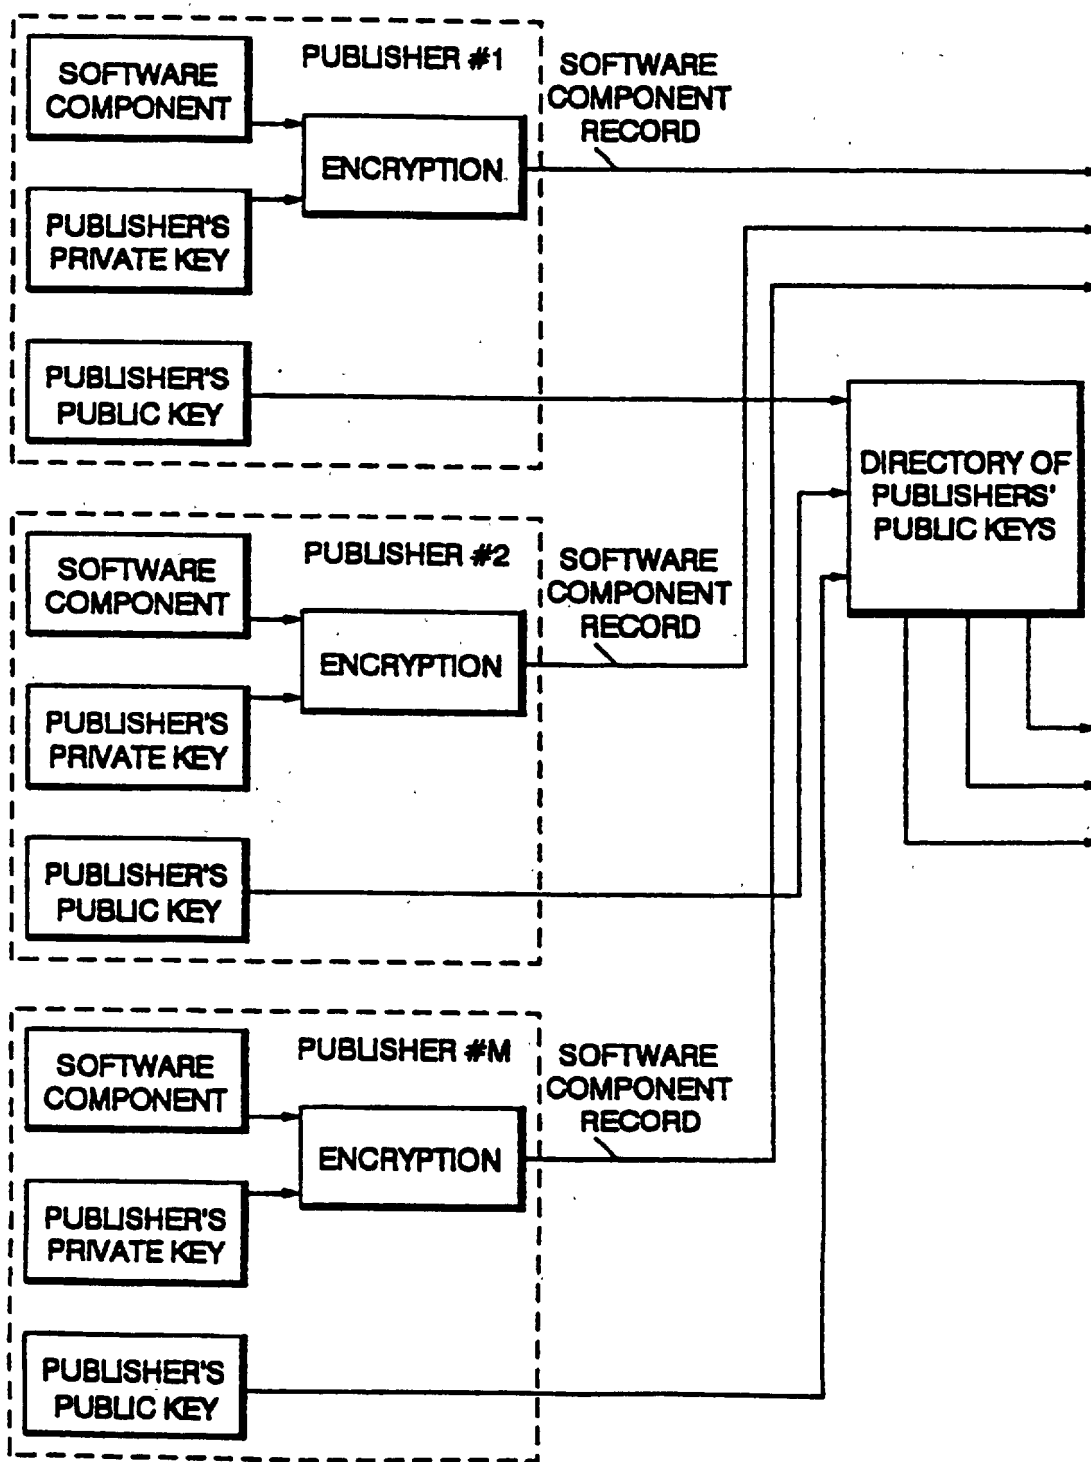 PUBLISHER #1
SOFTWARE
COMPONENT
ENCRYPTION
PUBLISHER'S
PRIVATE KEY
PUBLISHER'S
PUBLIC KEY
SOFTWARE
COMPONENT
RECORD
DIRECTORY OF
PUBLISHERS'
PUBLIC KEYS
PUBLISHER #2
SOFTWARE
COMPONENT
ENCRYPTION
PUBLISHER'S
PRIVATE KEY
PUBLISHER'S
PUBLIC KEY
SOFTWARE
COMPONENT
RECORD
PUBLISHER #M
SOFTWARE
COMPONENT
ENCRYPTION
PUBLISHER'S
PRIVATE KEY
PUBLISHER'S
PUBLIC KEY
SOFTWARE
COMPONENT
RECORD